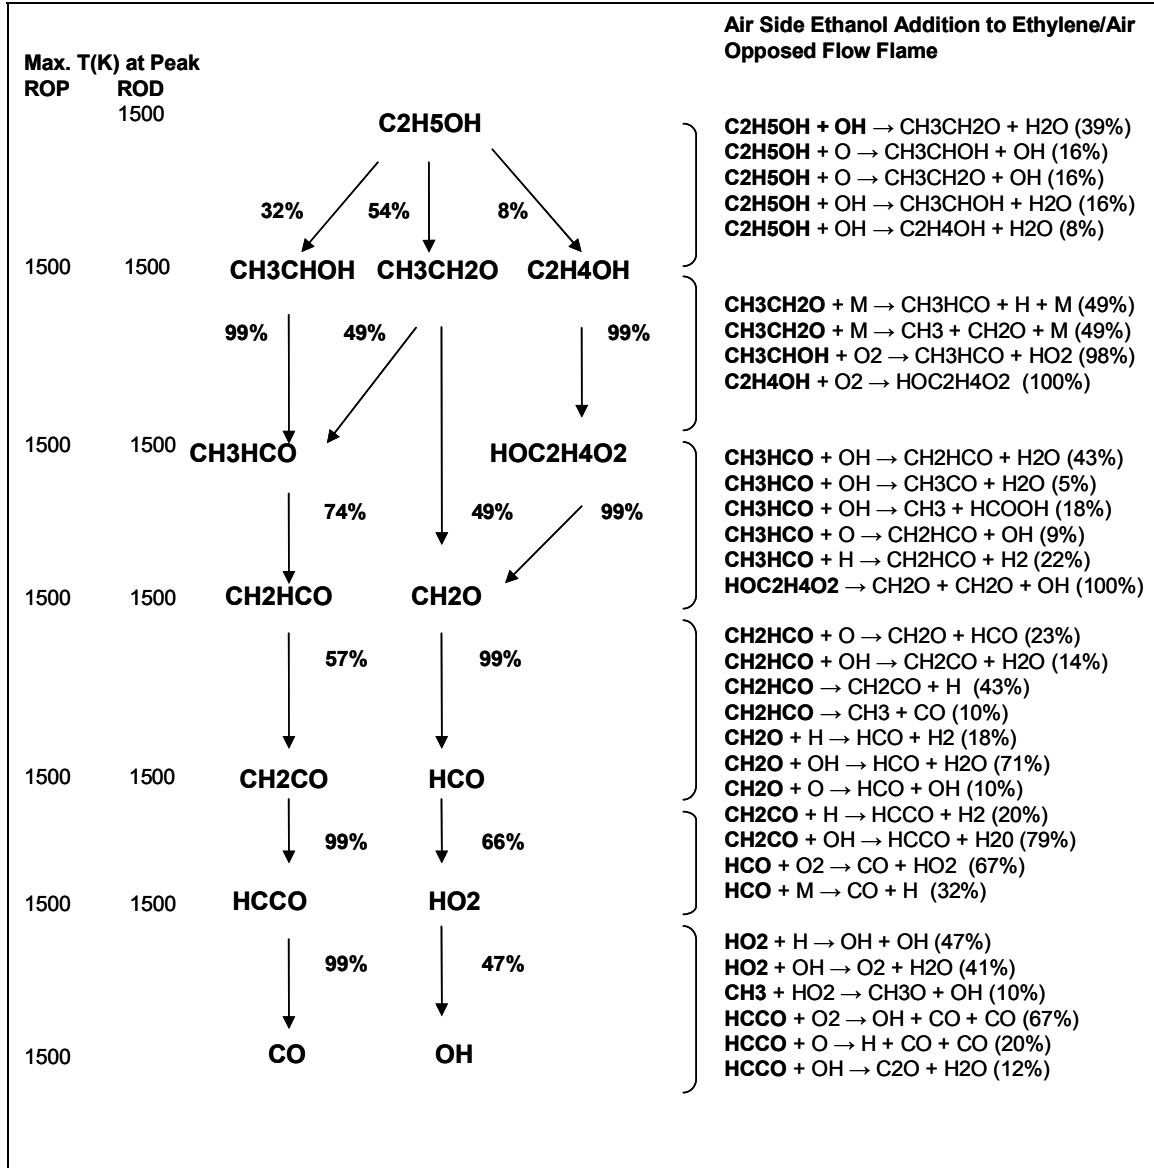 Air Side Ethanol Addition to Ethylene/Air
Opposed Flow Flame
Max. T(K) at Peak
ROP ROD
1500
C2H5OH
32% 54% 8%
1500 1500 CH3CHOH CH3CH2O C2H4OH
99% 49% 99%
1500 1500 CH3HCO HOC2H4O2
74% 49% 99%
1500 1500 CH2HCO CH2O
57% 99%
1500 1500 CH2CO HCO
99% 66%
1500 1500 HCCO HO2
99% 47%
1500 CO OH
C2H5OH + OH → CH3CH2O + H2O (39%)
C2H5OH + O → CH3CHOH + OH (16%)
C2H5OH + O → CH3CH2O + OH (16%)
C2H5OH + OH → CH3CHOH + H2O (16%)
C2H5OH + OH → C2H4OH + H2O (8%)
CH3CH2O + M → CH3HCO + H + M (49%)
CH3CH2O + M → CH3 + CH2O + M (49%)
CH3CHOH + O2 → CH3HCO + HO2 (98%)
C2H4OH + O2 → HOC2H4O2 (100%)
CH3HCO + OH → CH2HCO + H2O (43%)
CH3HCO + OH → CH3CO + H2O (5%)
CH3HCO + OH → CH3 + HCOOH (18%)
CH3HCO + O → CH2HCO + OH (9%)
CH3HCO + H → CH2HCO + H2 (22%)
HOC2H4O2 → CH2O + CH2O + OH (100%)
CH2HCO + O → CH2O + HCO (23%)
CH2HCO + OH → CH2CO + H2O (14%)
CH2HCO → CH2CO + H (43%)
CH2HCO → CH3 + CO (10%)
CH2O + H → HCO + H2 (18%)
CH2O + OH → HCO + H2O (71%)
CH2O + O → HCO + OH (10%)
CH2CO + H → HCCO + H2 (20%)
CH2CO + OH → HCCO + H20 (79%)
HCO + O2 → CO + HO2 (67%)
HCO + M → CO + H (32%)
HO2 + H → OH + OH (47%)
HO2 + OH → O2 + H2O (41%)
CH3 + HO2 → CH3O + OH (10%)
HCCO + O2 → OH + CO + CO (67%)
HCCO + O → H + CO + CO (20%)
HCCO + OH → C2O + H2O (12%)